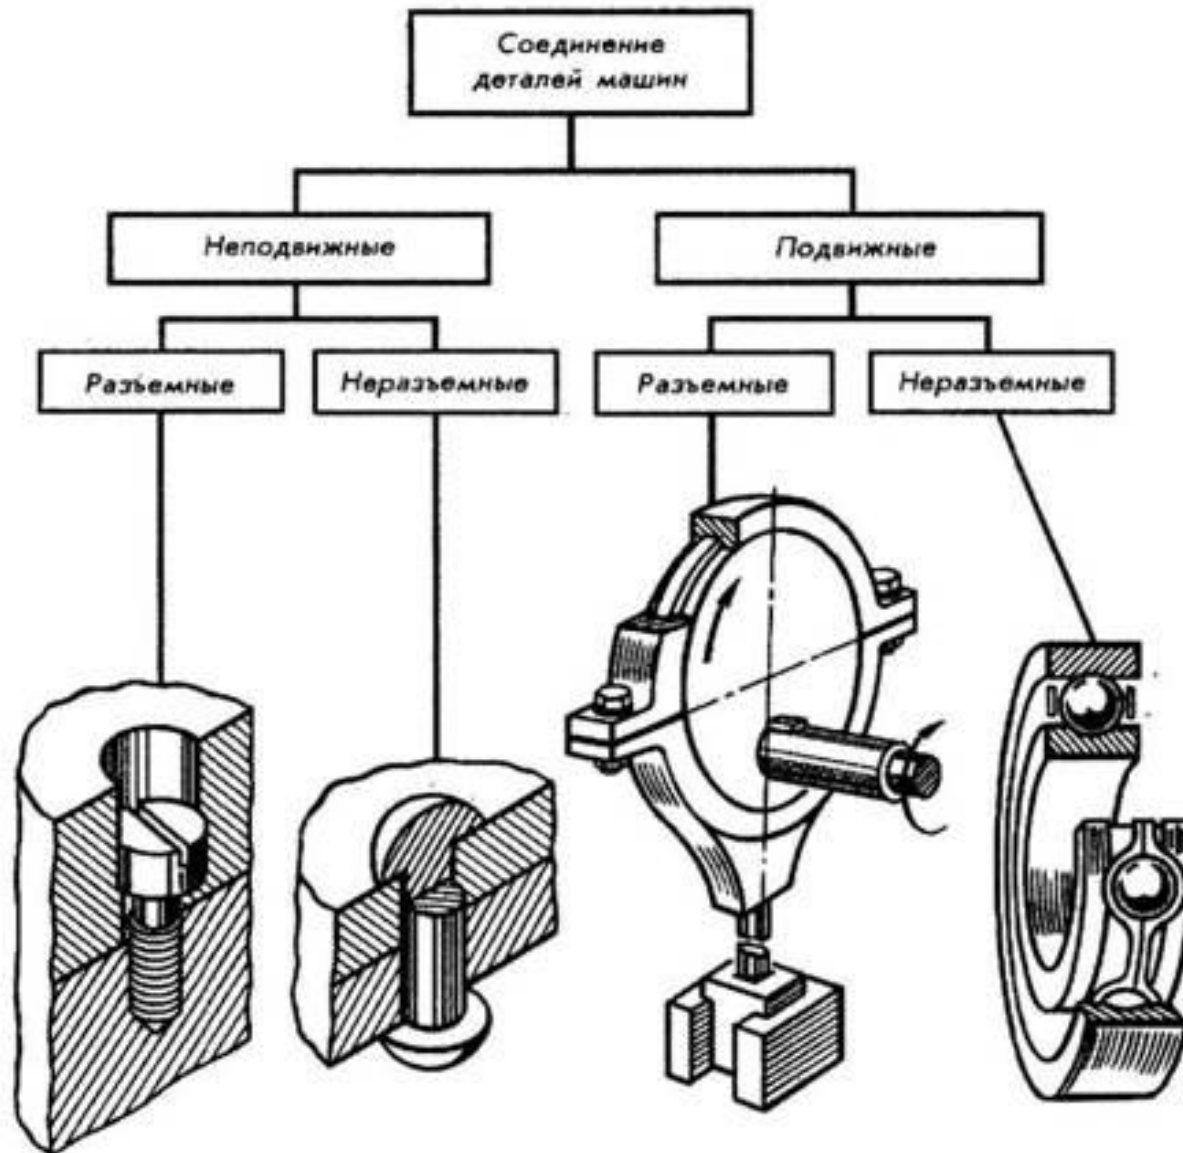 Соединение
деталей машин
Неподвижные
Подвижные
Разъемные
Неразъемные
Разъемные
Неразъемные